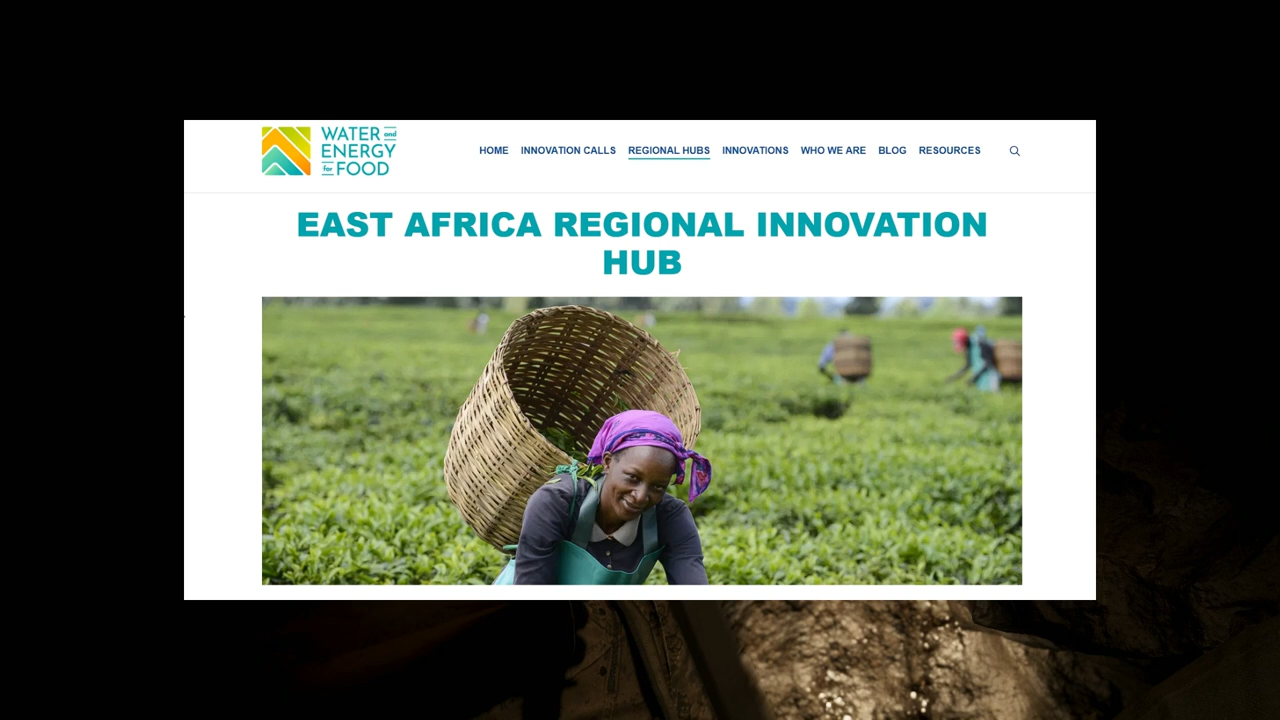 WATER and
ENERGY
for FOOD
HOME INNOVATION CALLS REGIONAL HUBS INNOVATIONS WHO WE ARE BLOG RESOURCES
EAST AFRICA REGIONAL INNOVATION
HUB